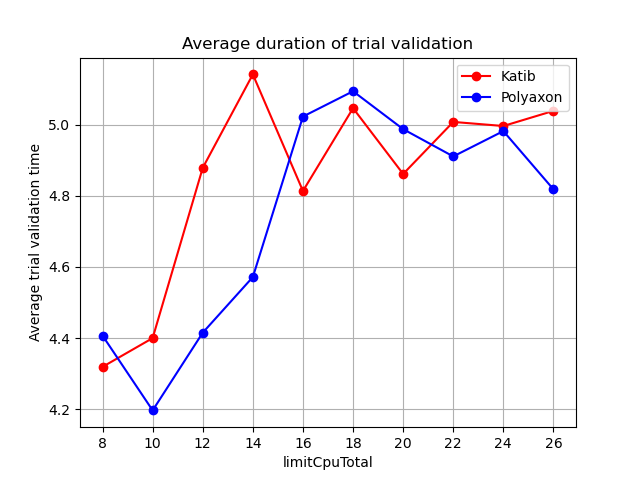 Average duration of trial validation
Katib
Polyaxon
Average trial validation time
5.0
4.8
4.6
4.4
4.2
8 10 12 14 16 18 20 22 24 26
limitCpuTotal